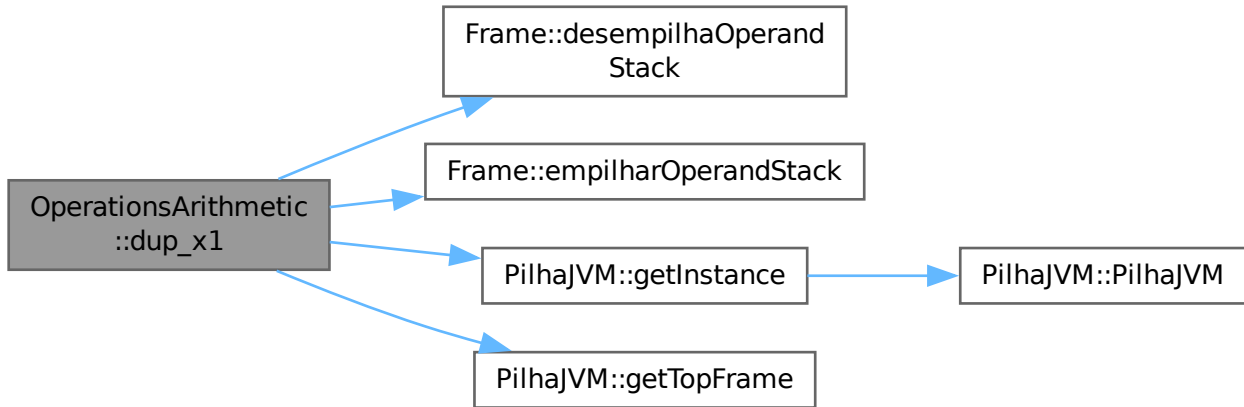 Frame::desempilhaOperand
Stack
Frame::empilharOperandStack
OperationsArithmetic
::dup_x1
PilhaJVM::getInstance
PilhaJVM::PilhaJVM
PilhaJVM::getTopFrame